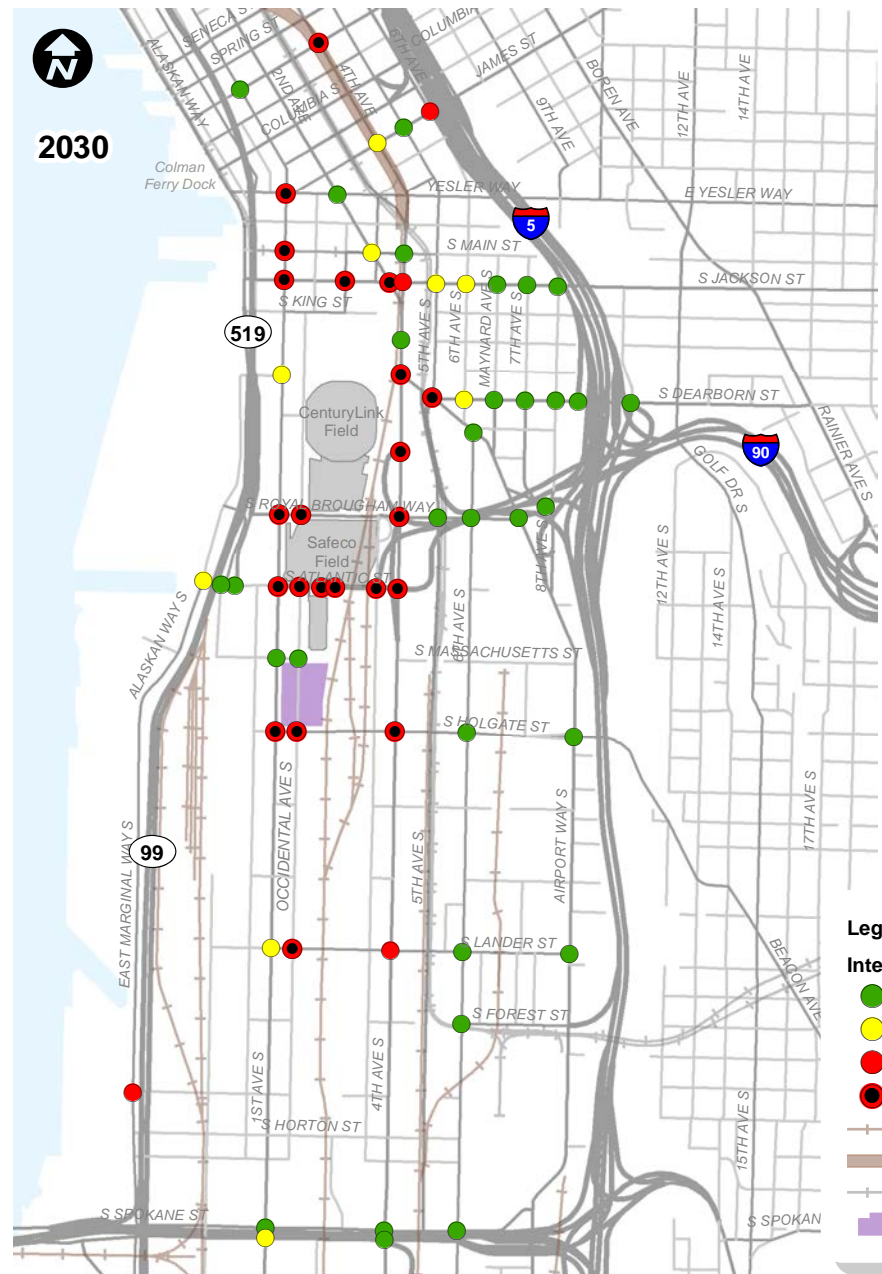 SENECA ST
SPRING ST
COLUMBIA
6TH AVE
JAMES ST
ALASKAN WAY
2ND AVE
4TH AVE
COLUMBIA S
9TH AVE
BOREN AVE
12TH AVE
14TH AVE
N
2030
Colman
Ferry Dock
YESLER WAY
E YESLER WAY
5
S MAIN ST
S JACKSON ST
S KING ST
519
5TH AVE S
6TH AVE S
MAYNARD AVE S
7TH AVE S
S DEARBORN ST
CenturyLink
Field
RAINIER AVE S
90
GOLF DR S
S ROYAL BROUGHAM WAY
Safeco
Field
S ATLANTIC ST
8TH AVE S
12TH AVE S
14TH AVE S
ALASKAN WAY S
6TH AVE S
S MASSACHUSETTS ST
S HOLGATE ST
17TH AVE S
99
EAST MARGINAL WAY S
OCCIDENTAL AVE S
5TH AVE S
AIRPORT WAY S
Leg
S LANDER ST
BEACON AVE
Inte
S FOREST ST
1ST AVE S
4TH AVE S
15TH AVE S
S HORTON ST
S SPOKANE ST
S SPOKAN